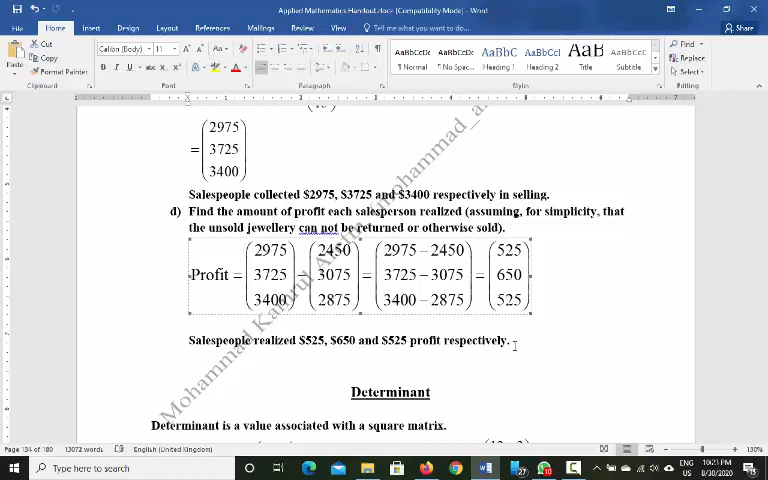 Applied Mathematics Handout.docx [Compatibility Mode] - Word
File Home Insert Draw Design Layout References Mailings Review View Tell me what you want to do... Share
Paste Cut Copy Format Painter Clipboard
Calibri (Body) 11 Font
Paragraph
AaBbCcDc ¶ Normal AaBbCcDc ¶ No Spac... AaBbC Heading 1 AaBbCcl Heading 2 AaB Title AaBbCcC Subtitle Styles
Find Replace Select Editing
= (2975
3725
3400)
Salespeople collected $2975, $3725 and $3400 respectively in selling.
d) Find the amount of profit each salesperson realized (assuming, for simplicity, that
the unsold jewellery can not be returned or otherwise sold).
2975 2450 2975 – 2450 525
Profit = 3725 – 3075 = 3725 – 3075 = 650
3400 2875 3400 – 2875 525
Salespeople realized $525, $650 and $525 profit respectively.
Determinant
Determinant is a value associated with a square matrix.
Page 134 of 180 13072 words English (United Kingdom) 130%
Type here to search
27 10 ENG US 10:23 PM 8/30/2020 15